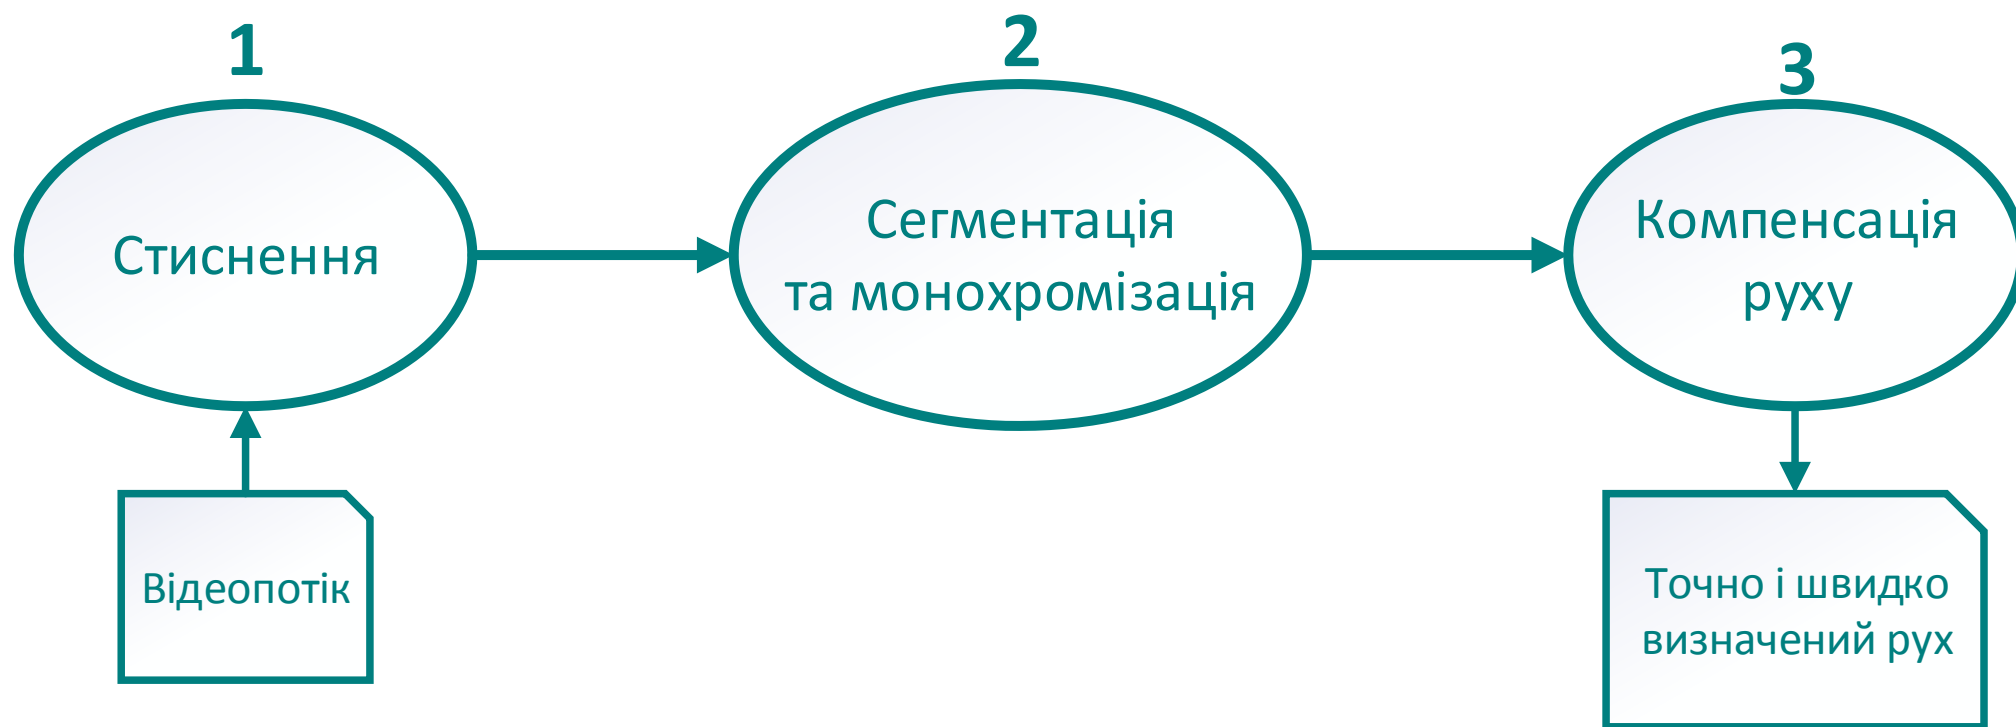 1
Стиснення
Відеопотік
2
Сегментація
та монохромізація
3
Компенсація
руху
Точно і швидко
визначений рух